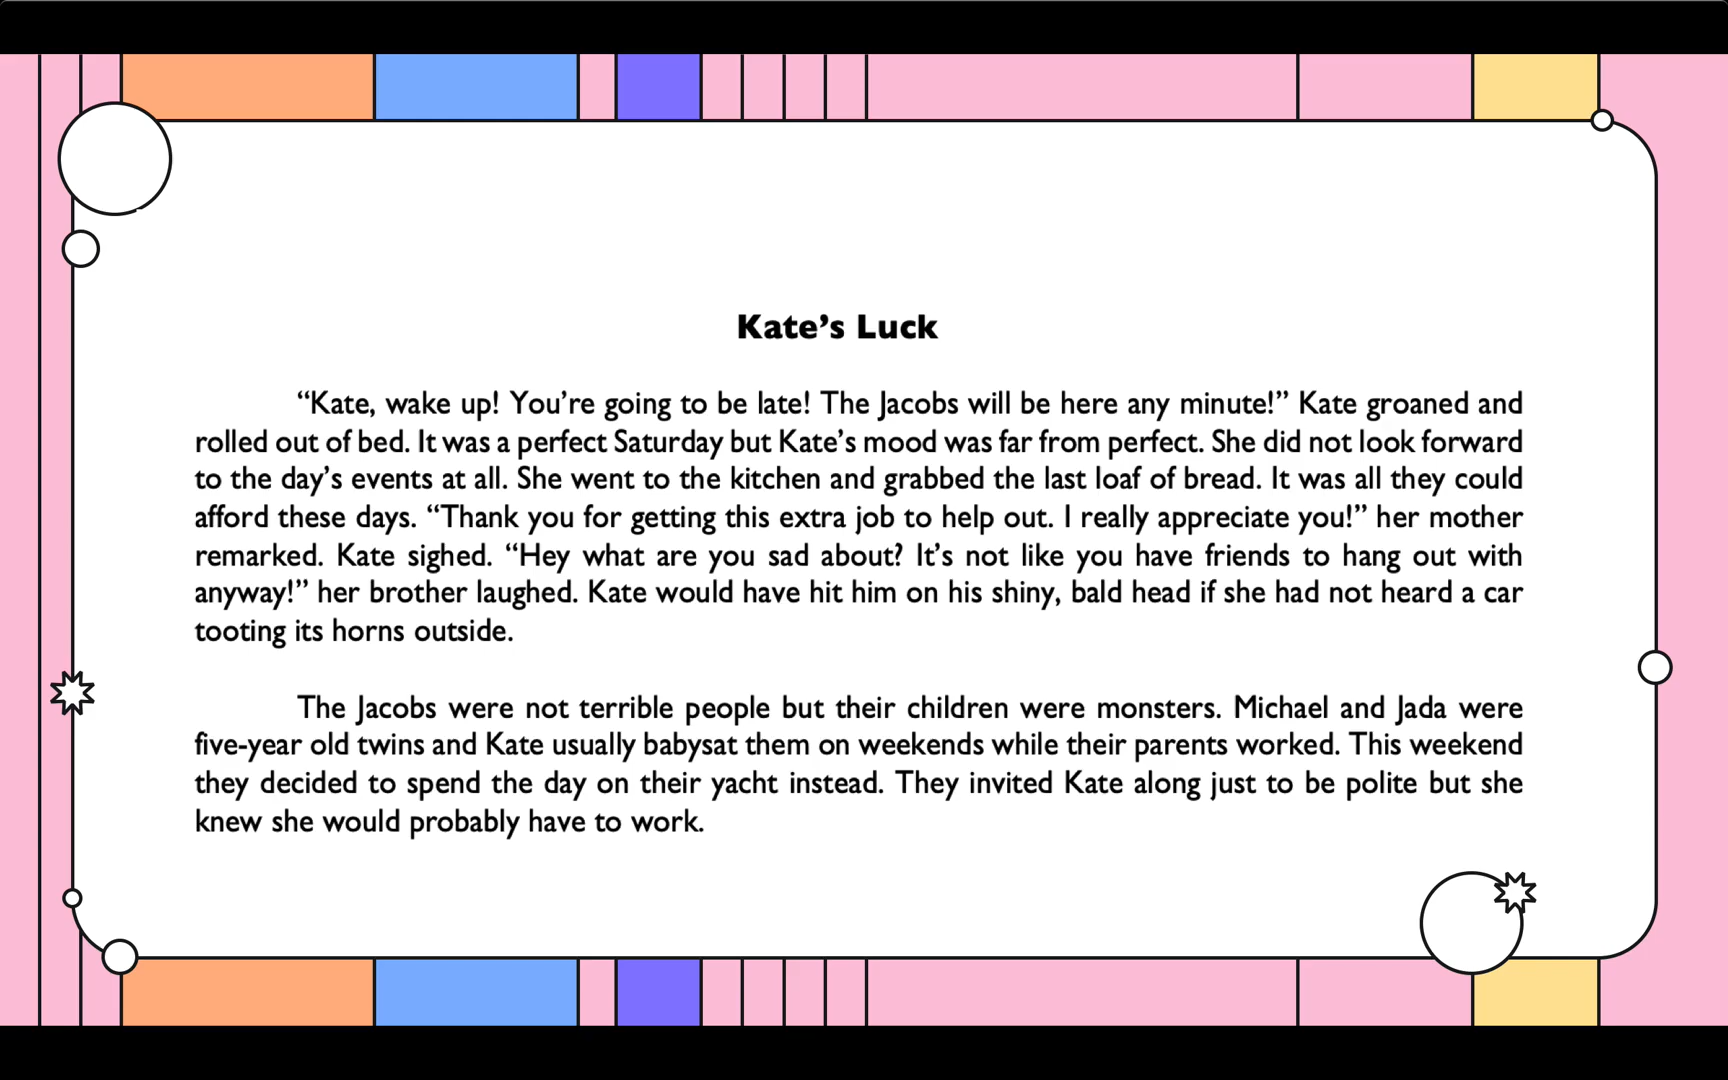 Kate’s Luck
“Kate, wake up! You’re going to be late! The Jacobs will be here any minute!” Kate groaned and
rolled out of bed. It was a perfect Saturday but Kate’s mood was far from perfect. She did not look forward
to the day’s events at all. She went to the kitchen and grabbed the last loaf of bread. It was all they could
afford these days. “Thank you for getting this extra job to help out. I really appreciate you!” her mother
remarked. Kate sighed. “Hey what are you sad about? It’s not like you have friends to hang out with
anyway!” her brother laughed. Kate would have hit him on his shiny, bald head if she had not heard a car
tooting its horns outside.
The Jacobs were not terrible people but their children were monsters. Michael and Jada were
five-year old twins and Kate usually babysat them on weekends while their parents worked. This weekend
they decided to spend the day on their yacht instead. They invited Kate along just to be polite but she
knew she would probably have to work.